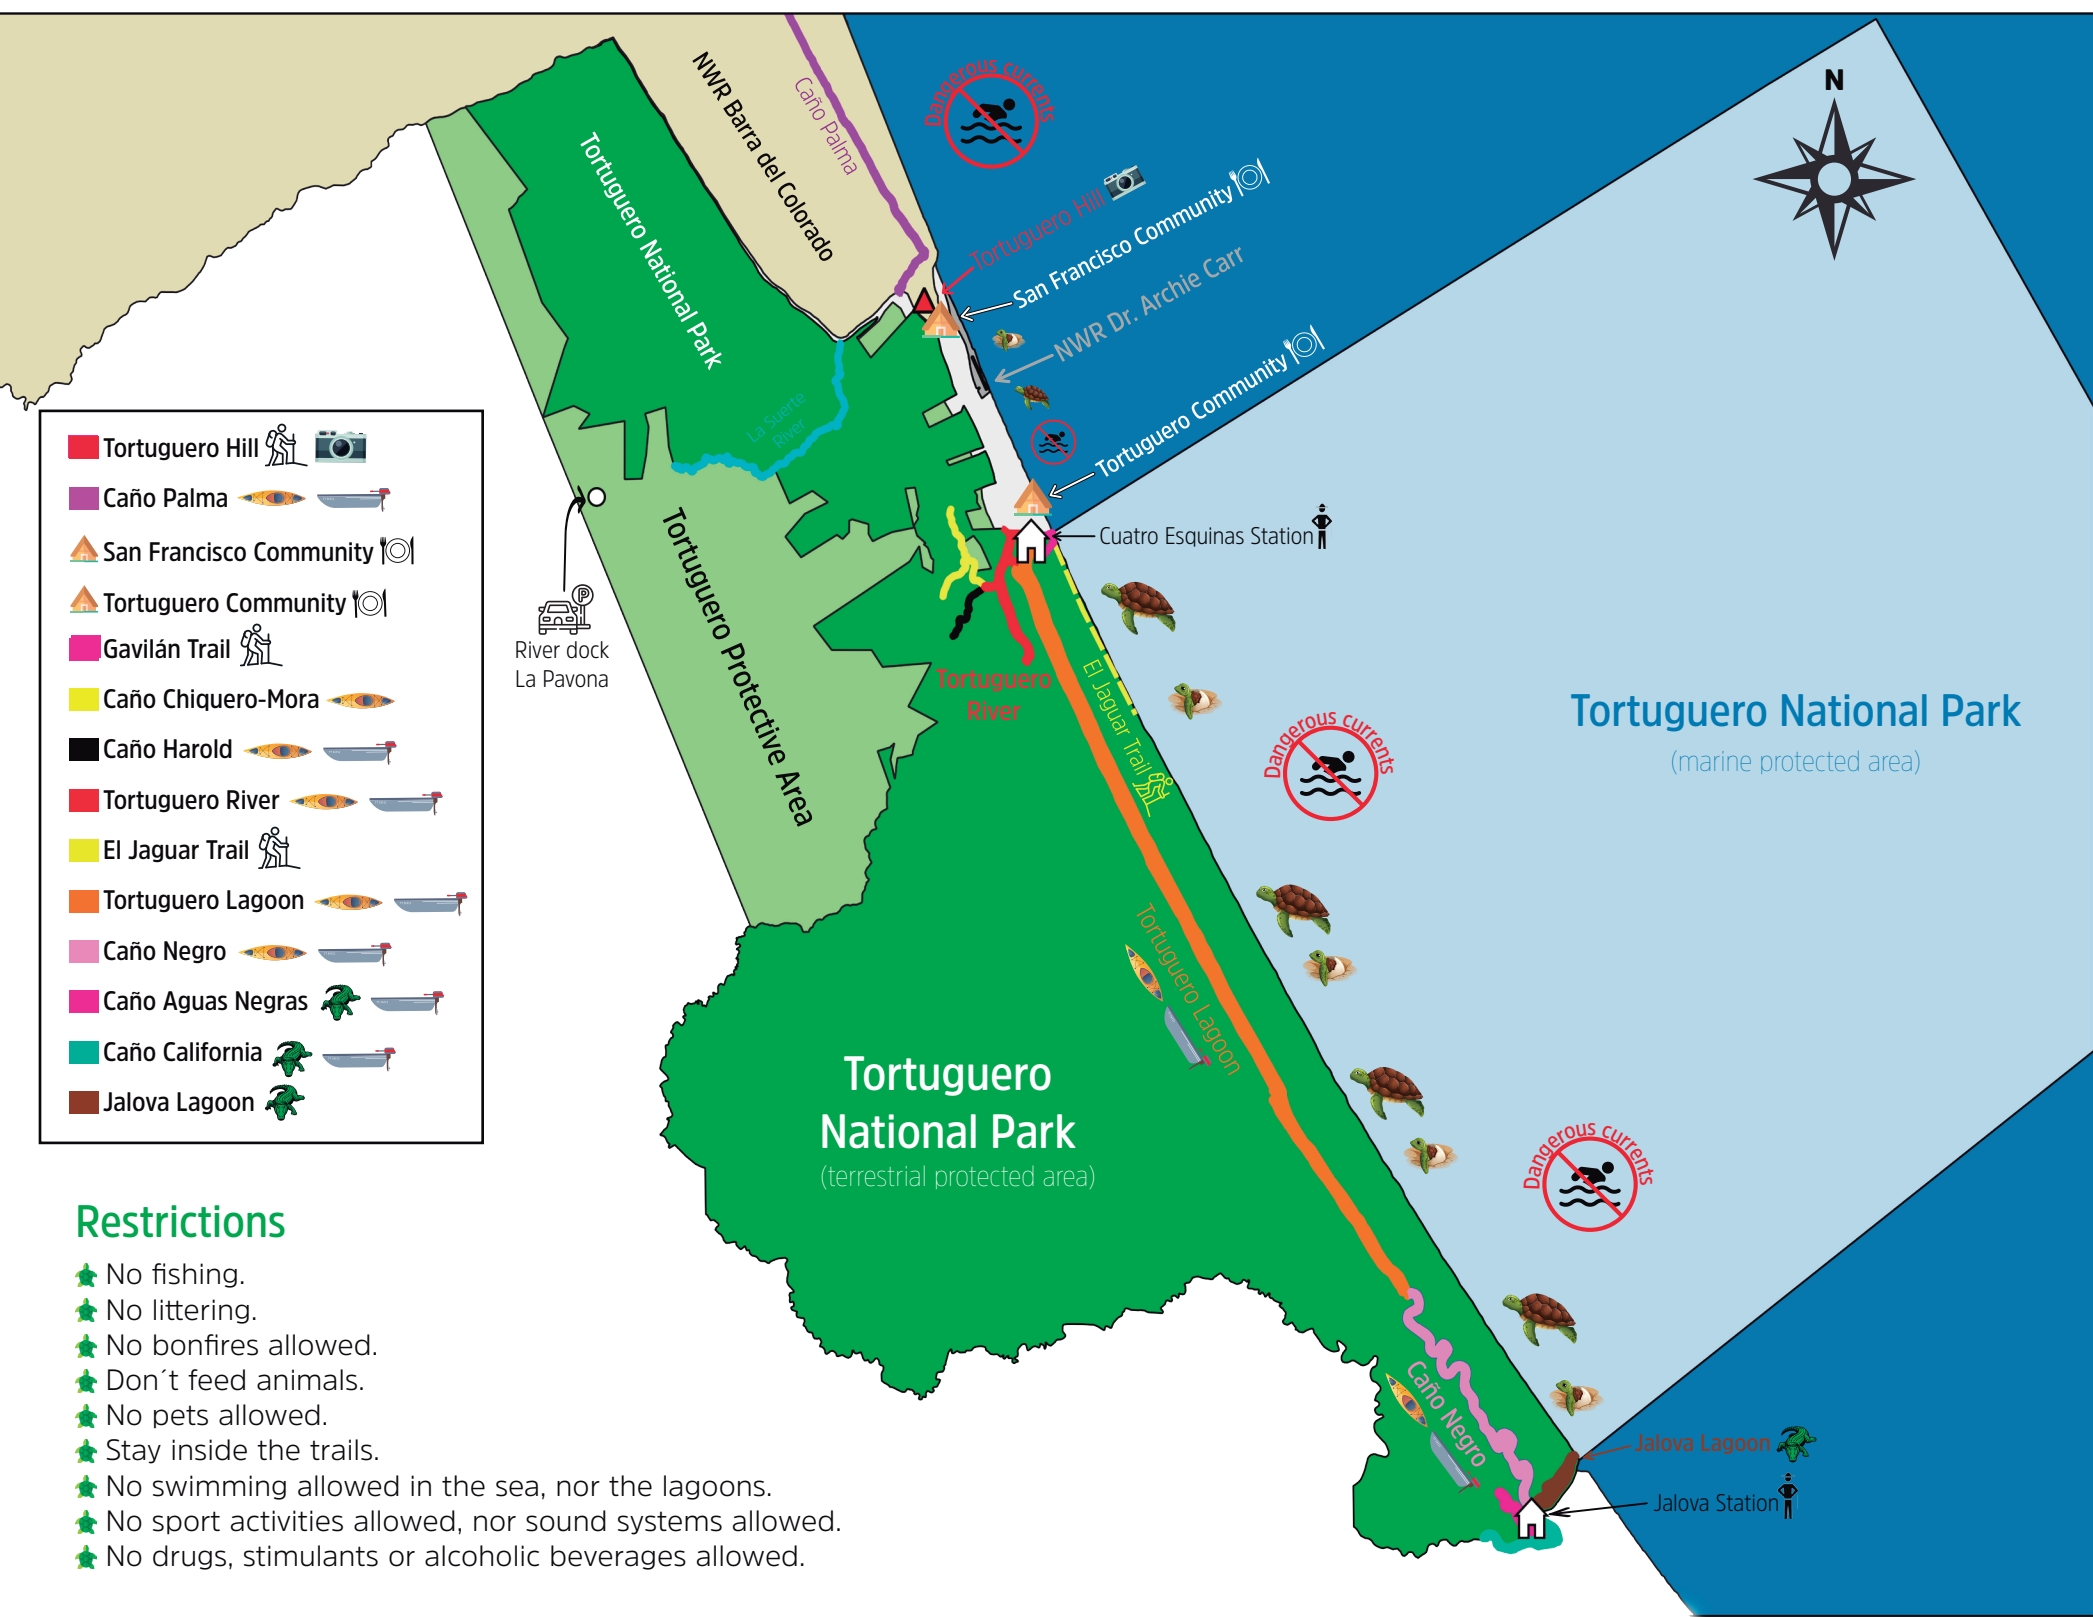 Dangerous currents
N
NWR Barra del Colorado
Caño Palma
Tortuguero National Park
Tortuguero Hill
San Francisco Community
NWR Dr. Archie Carr
Tortuguero Community
La Suerte
River
Cuatro Esquinas Station
P
River dock
La Pavona
Tortuguero Protective Area
Tortuguero
River
El Jaguar Trail
Tortuguero National Park
(marine protected area)
Dangerous currents
Tortuguero Lagoon
Tortuguero
National Park
(terrestrial protected area)
Dangerous currents
Caño Negro
Jalova Lagoon
Jalova Station
Tortuguero Hill
Caño Palma
San Francisco Community
Tortuguero Community
Gavilán Trail
Caño Chiquero-Mora
Caño Harold
Tortuguero River
El Jaguar Trail
Tortuguero Lagoon
Caño Negro
Caño Aguas Negras
Caño California
Jalova Lagoon
Restrictions
No fishing.
No littering.
No bonfires allowed.
Don´t feed animals.
No pets allowed.
Stay inside the trails.
No swimming allowed in the sea, nor the lagoons.
No sport activities allowed, nor sound systems allowed.
No drugs, stimulants or alcoholic beverages allowed.